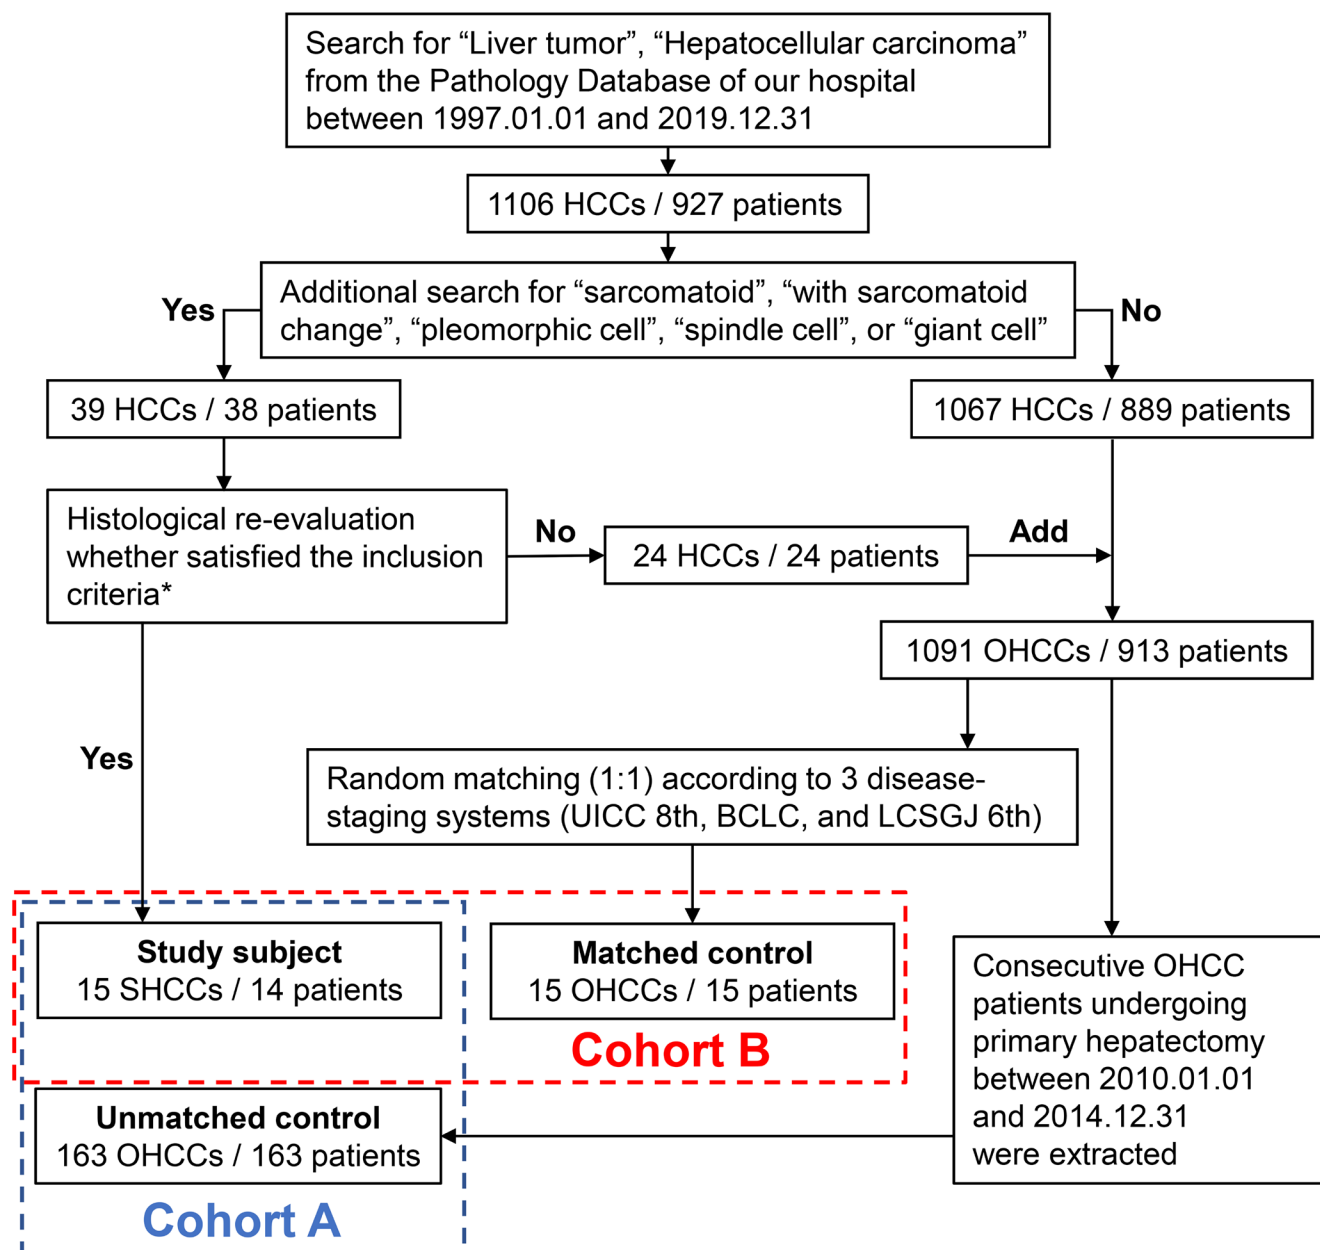 Search for “Liver tumor”, “Hepatocellular carcinoma”
from the Pathology Database of our hospital
between 1997.01.01 and 2019.12.31
1106 HCCs / 927 patients
Yes
Additional search for “sarcomatoid”, “with sarcomatoid
change”, “pleomorphic cell”, “spindle cell”, or “giant cell”
No
39 HCCs / 38 patients
1067 HCCs / 889 patients
Histological re-evaluation
whether satisfied the inclusion
criteria*
No
24 HCCs / 24 patients
Add
1091 OHCCs / 913 patients
Yes
Random matching (1:1) according to 3 disease-
staging systems (UICC 8th, BCLC, and LCSGJ 6th)
Study subject
15 SHCCs / 14 patients
Matched control
15 OHCCs / 15 patients
Cohort B
Consecutive OHCC
patients undergoing
primary hepatectomy
between 2010.01.01
and 2014.12.31
were extracted
Unmatched control
163 OHCCs / 163 patients
Cohort A